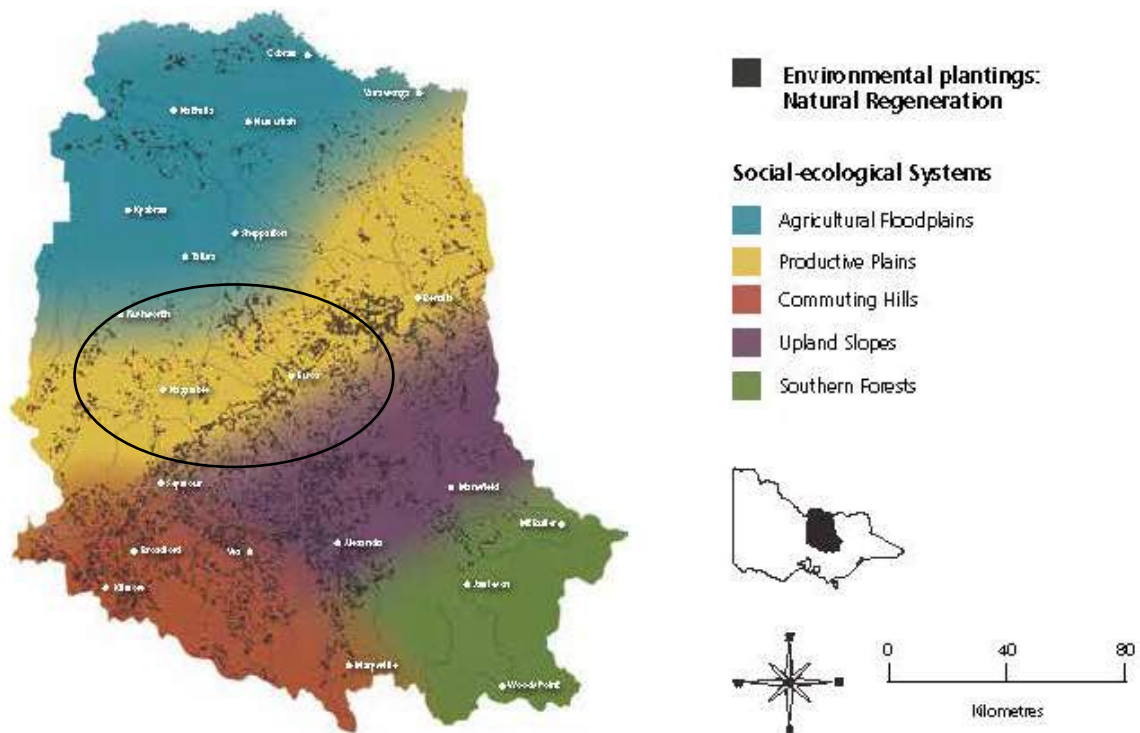 Cobram
Yarrawonga
Nathalia
Numurkah
Kyabram
Shepparton
Tatura
Benalla
Rushworth
Euroa
Nagambie
Seymour
Mansfield
Mt Buller
Alexandra
Broadford
Yea
Kilmore
Jamieson
Marysville
Woods Point
Environmental plantings:
Natural Regeneration
Social-ecological Systems
Agricultural Floodplains
Productive Plains
Commuting Hills
Upland Slopes
Southern Forests
0 40 80
Kilometres